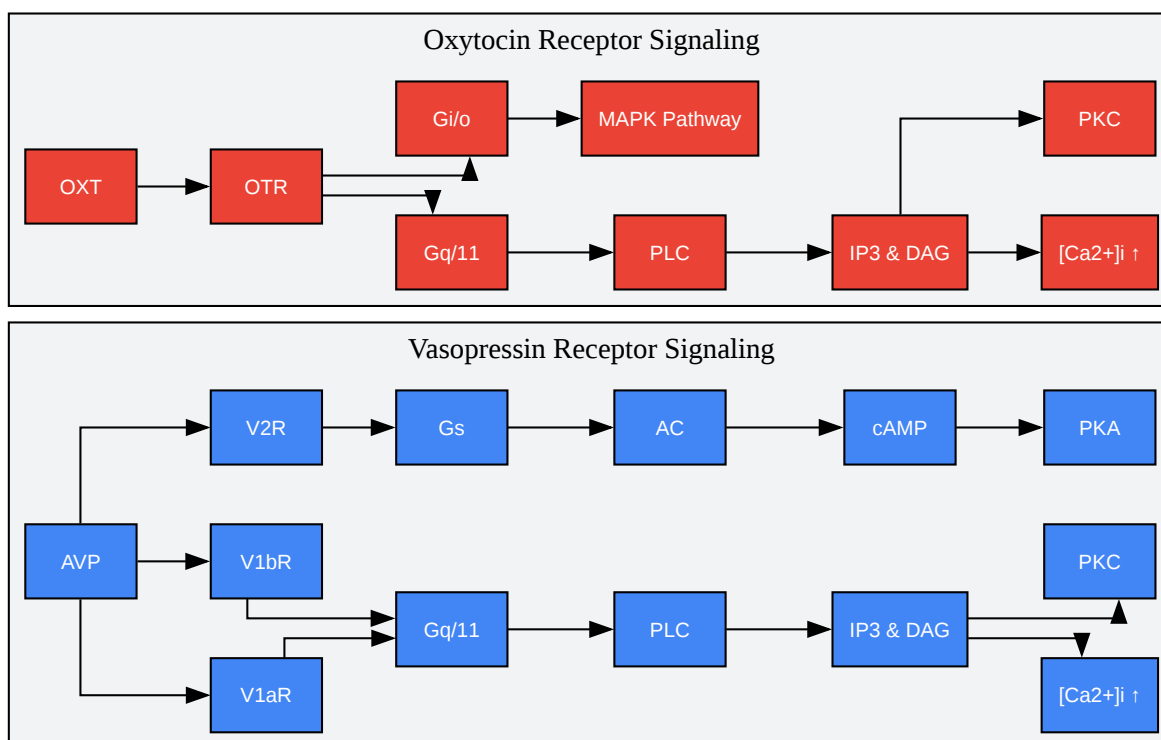 Oxytocin Receptor Signaling
Gi/o
MAPK Pathway
PKC
OXT
OTR
Gq/11
PLC
IP3 & DAG
[Ca2+]i ↑
Vasopressin Receptor Signaling
V2R
Gs
AC
cAMP
PKA
AVP
V1bR
PKC
Gq/11
PLC
IP3 & DAG
V1aR
[Ca2+]i ↑